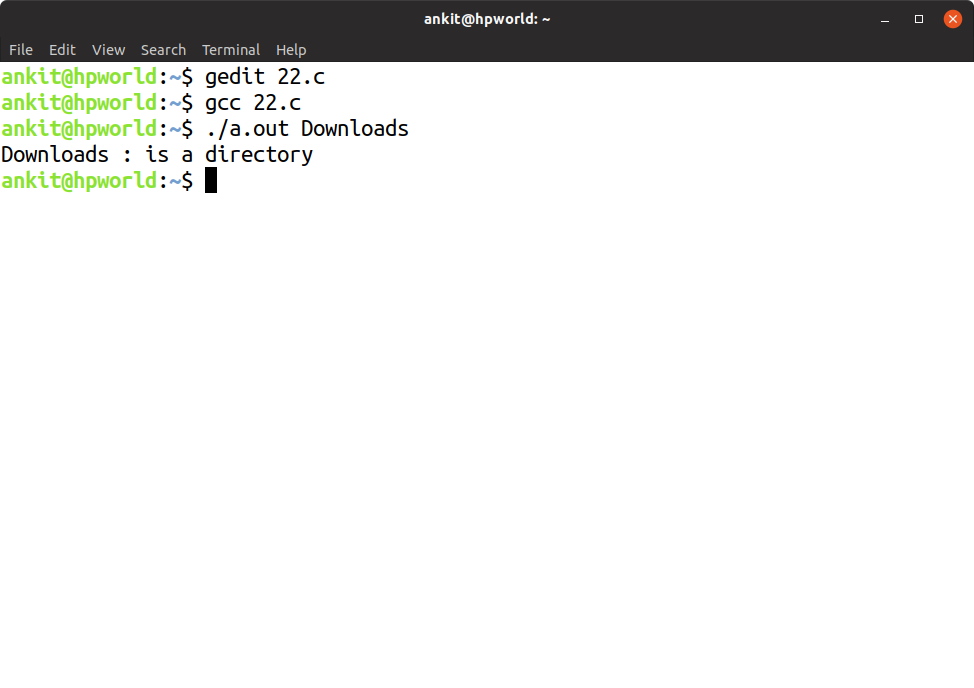 ankit@hpworld: ~
File Edit View Search Terminal Help
ankit@hpworld:~$ gedit 22.c
ankit@hpworld:~$ gcc 22.c
ankit@hpworld:~$ ./a.out Downloads
Downloads : is a directory
ankit@hpworld:~$